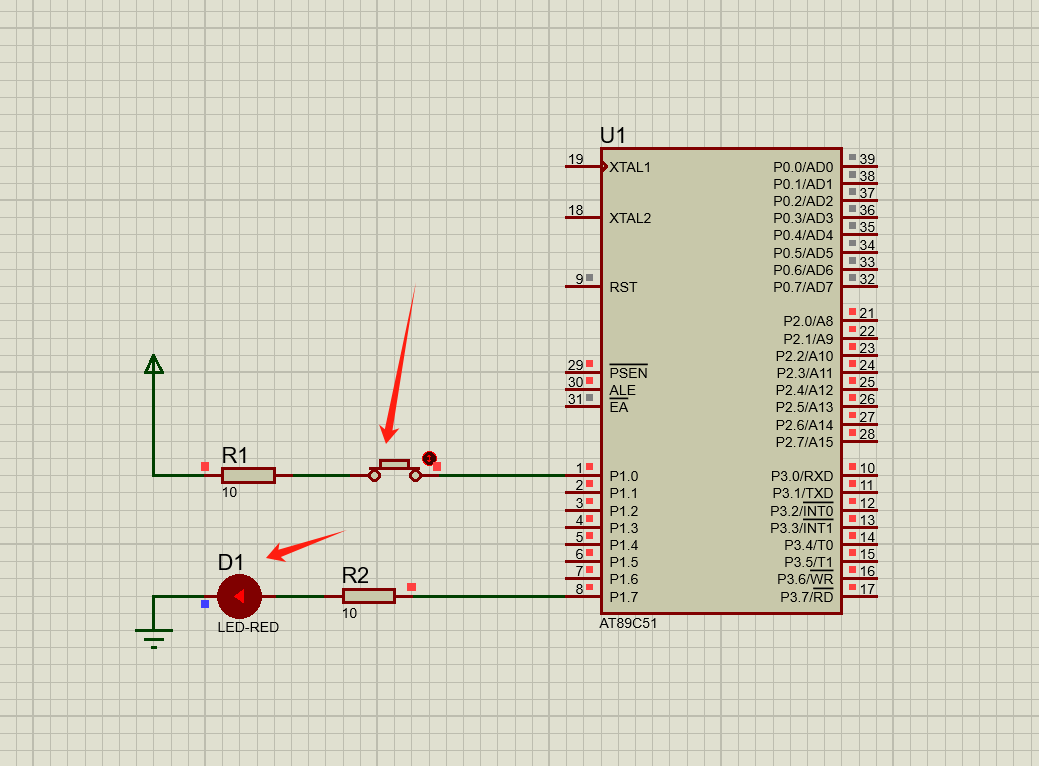 U1
19 XTAL1 P0.0/AD0 39
P0.1/AD1 38
P0.2/AD2 37
18 XTAL2 P0.3/AD3 36
P0.4/AD4 35
P0.5/AD5 34
P0.6/AD6 33
9 RST P0.7/AD7 32
P2.0/A8 21
P2.1/A9 22
P2.2/A10 23
29 PSEN P2.3/A11 24
30 ALE P2.4/A12 25
31 EA P2.5/A13 26
P2.6/A14 27
P2.7/A15 28
R1
10
1 P1.0 P3.0/RXD 10
2 P1.1 P3.1/TXD 11
3 P1.2 P3.2/INT0 12
4 P1.3 P3.3/INT1 13
5 P1.4 P3.4/T0 14
6 P1.5 P3.5/T1 15
7 P1.6 P3.6/WR 16
8 P1.7 P3.7/RD 17
D1
LED-RED
R2
10
AT89C51